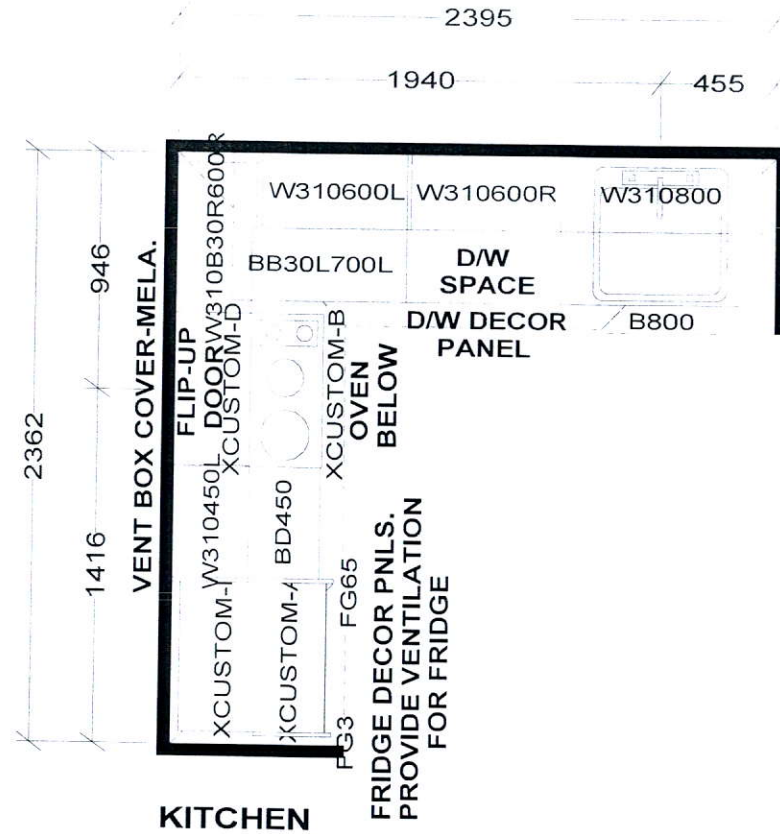 2395
1940
455
946
2362
1416
VENT BOX COVER-MELA.
FLIP-UP
DOOR
W310B30R600R
XCUSTOM-D
W310600L
W310600R
W310800
BB30L700L
D/W
SPACE
D/W DECOR
PANEL
B800
XCUSTOM-B
OVEN
BELOW
W310450L
BD450
XCUSTOM-A
FG65
FG3
FRIDGE DECOR PNLS.
PROVIDE VENTILATION
FOR FRIDGE
KITCHEN